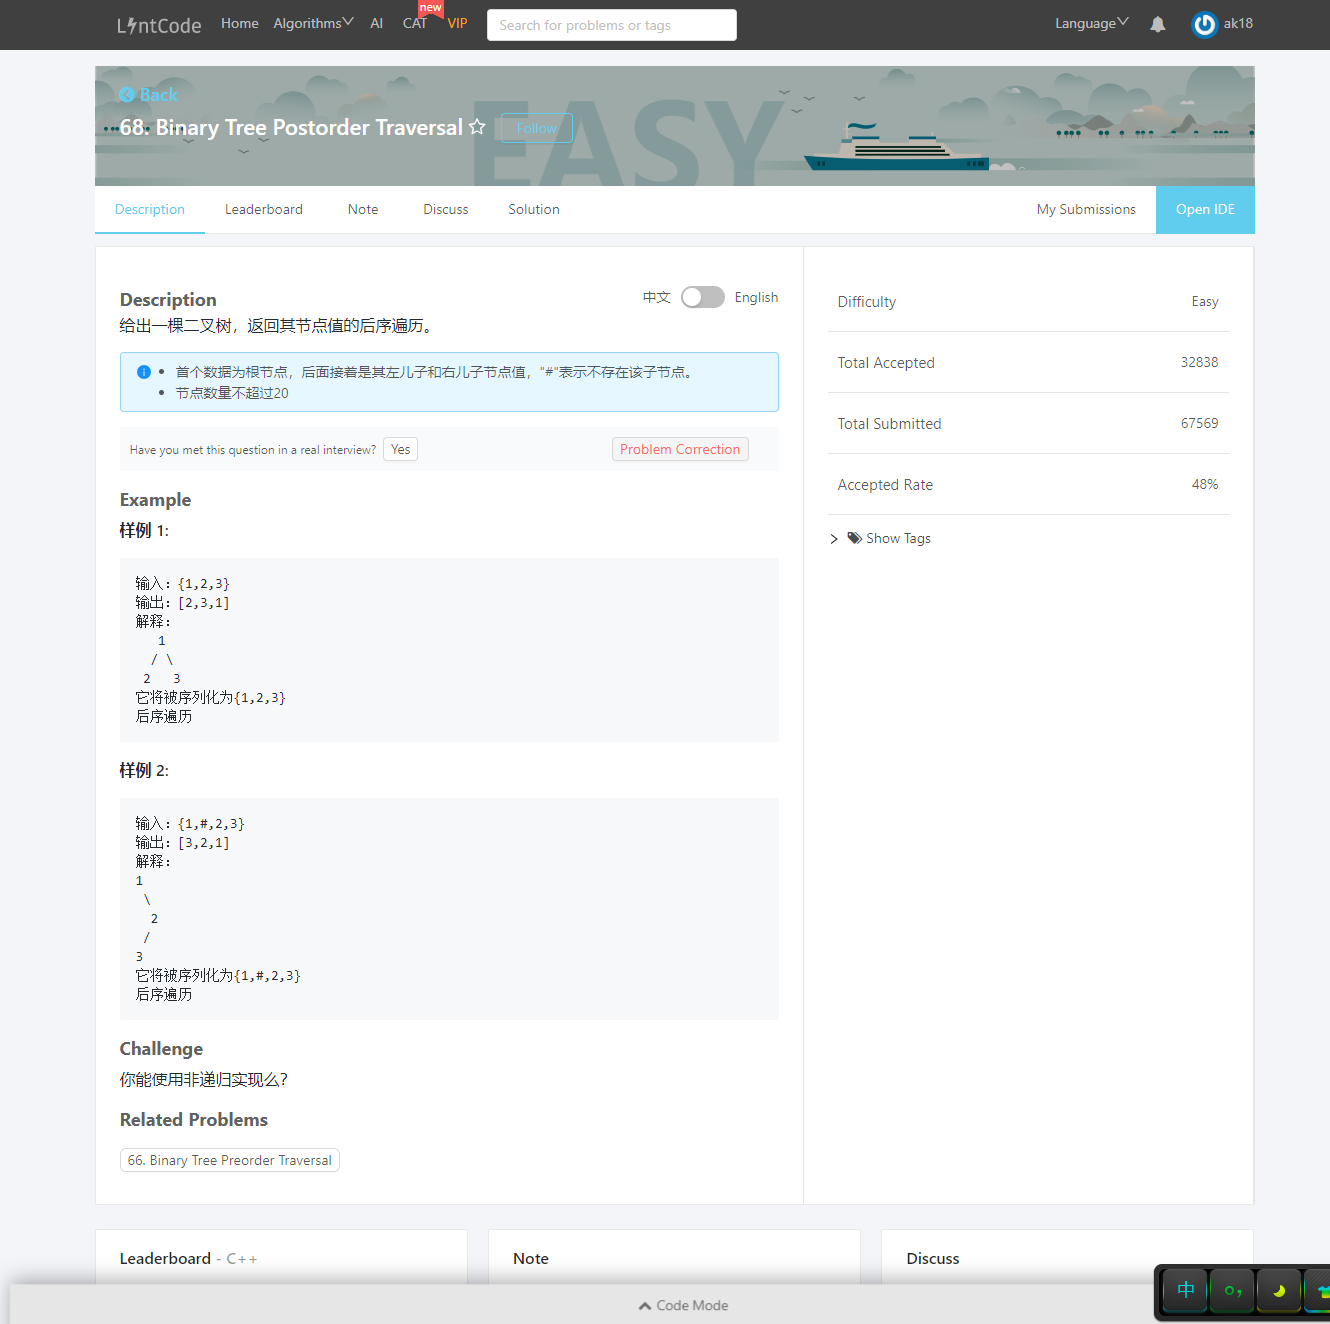 LintCode Home Algorithms AI CAT new VIP Search for problems or tags Language ak18
Back
68. Binary Tree Postorder Traversal Follow
EASY
Description Leaderboard Note Discuss Solution My Submissions Open IDE
Description 中文 English
给出一棵二叉树，返回其节点值的后序遍历。
首个数据为根节点，后面接着是其左儿子和右儿子节点值，"#"表示不存在该子节点。
节点数量不超过20
Have you met this question in a real interview? Yes Problem Correction
Example
样例 1:
输入：{1,2,3}
输出：[2,3,1]
解释：
1
/ \
2 3
它将被序列化为{1,2,3}
后序遍历
样例 2:
输入：{1,#,2,3}
输出：[3,2,1]
解释：
1
\
2
/
3
它将被序列化为{1,#,2,3}
后序遍历
Challenge
你能使用非递归实现么？
Related Problems
66. Binary Tree Preorder Traversal
Difficulty Easy
Total Accepted 32838
Total Submitted 67569
Accepted Rate 48%
Show Tags
Leaderboard - C++
Note
Discuss
Code Mode
中